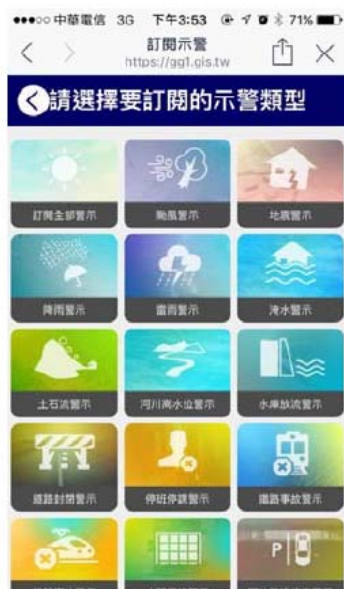 中華電信 3G 下午3:53 71%
訂閱示警
https://gg1.gis.tw
請選擇要訂閱的示警類型
訂閱全部警示 颱風警示 地震警示
降雨警示 雷雨警示 淹水警示
土石流警示 河川高水位警示 水庫放流警示
道路封閉警示 停班停課警示 鐵路事故警示
P